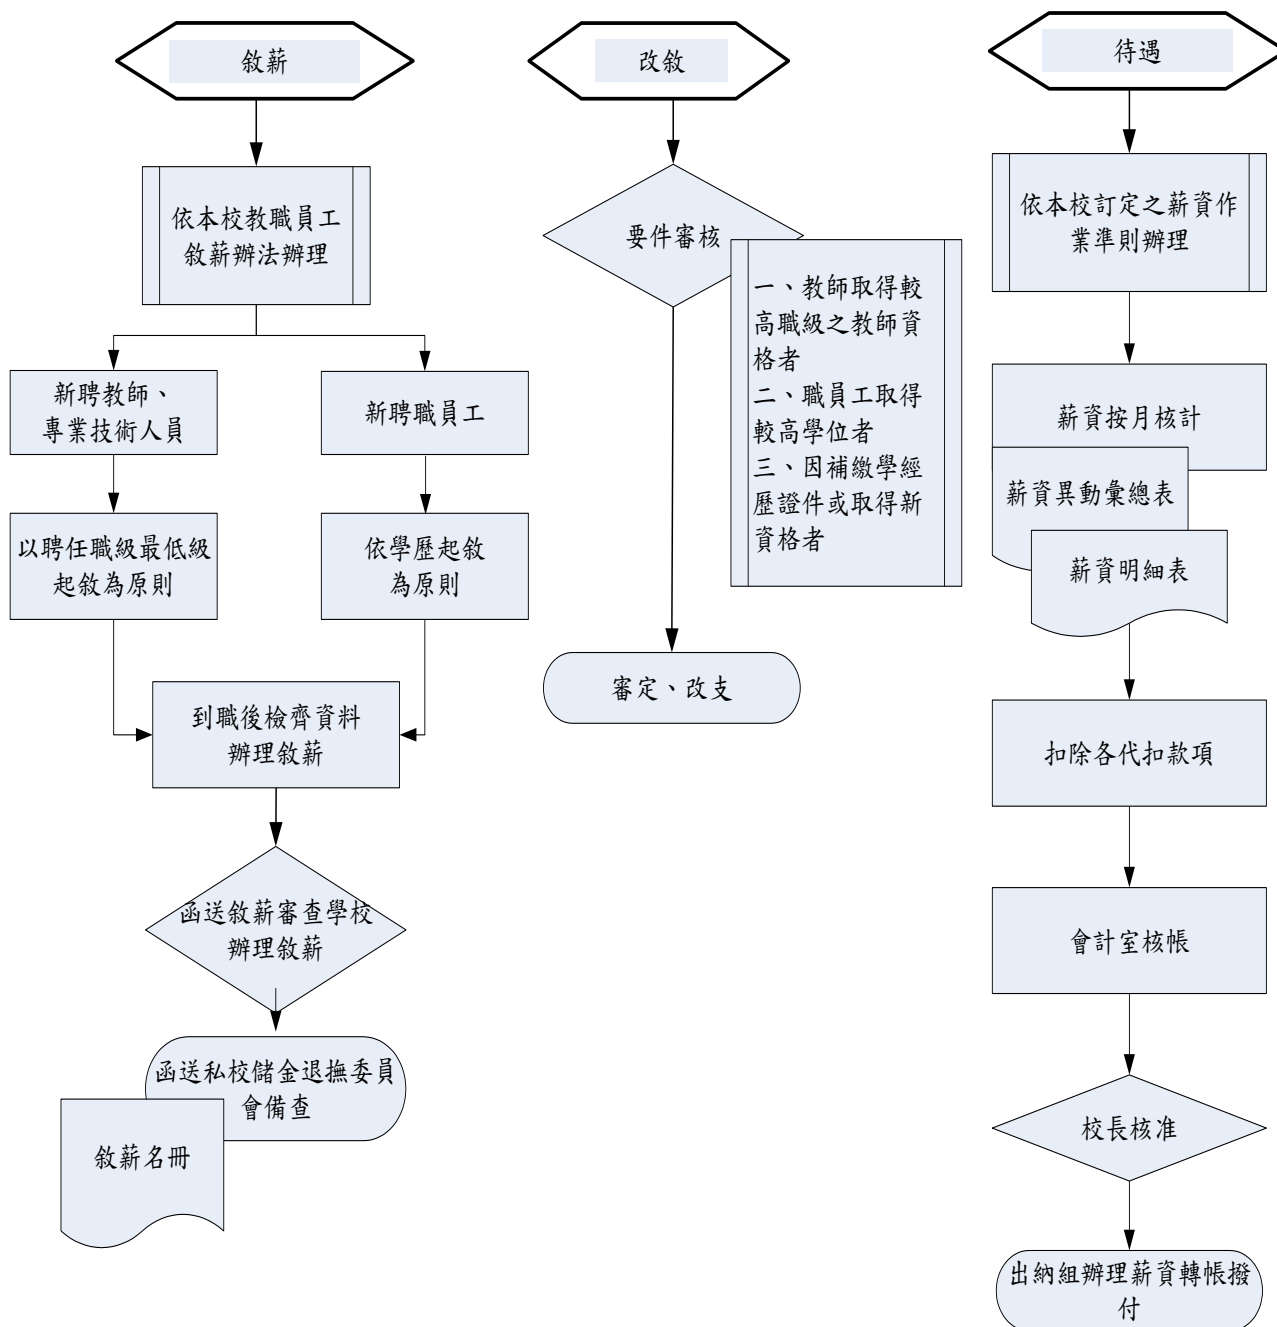 敘薪
依本校教職員工
敘薪辦法辦理
新聘教師、
專業技術人員
新聘職員工
以聘任職級最低級
起敘為原則
依學歷起敘
為原則
到職後檢齊資料
辦理敘薪
函送敘薪審查學校
辦理敘薪
函送私校儲金退撫委員
會備查
敘薪名冊
改敘
要件審核
一、教師取得較
高職級之教師資
格者
二、職員工取得
較高學位者
三、因補繳學經
歷證件或取得新
資格者
審定、改支
待遇
依本校訂定之薪資作
業準則辦理
薪資按月核計
薪資異動彙總表
薪資明細表
扣除各代扣款項
會計室核帳
校長核准
出納組辦理薪資轉帳撥
付